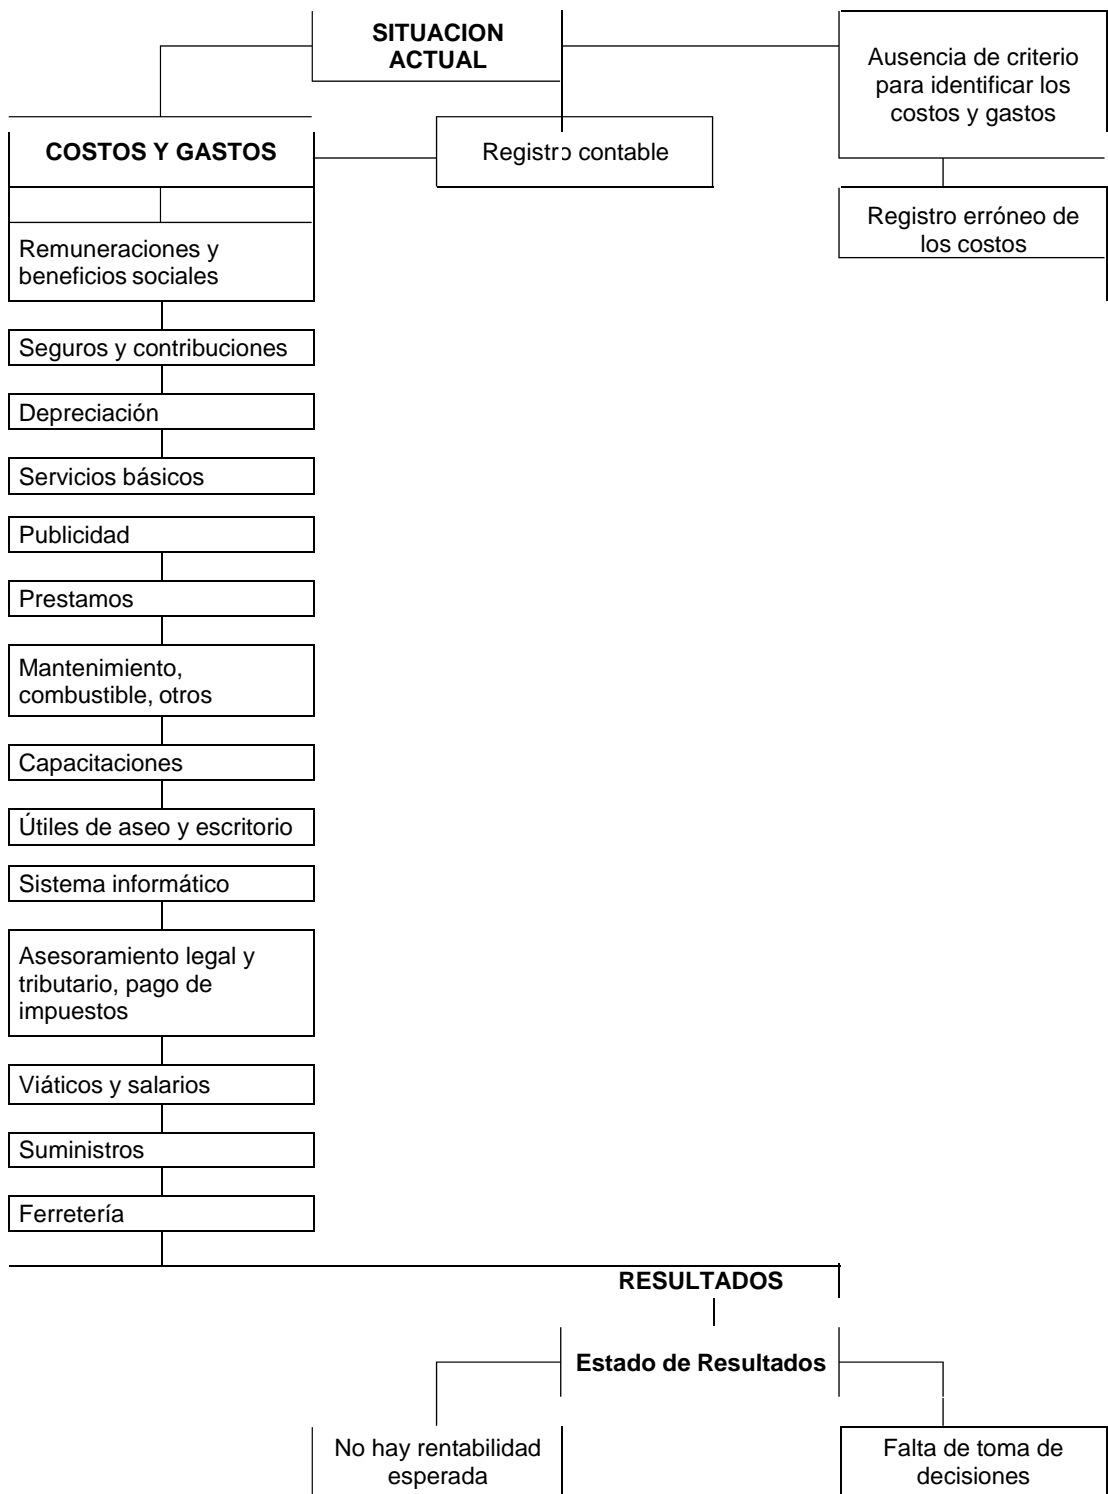 SITUACION
ACTUAL
Ausencia de criterio
para identificar los
costos y gastos
COSTOS Y GASTOS
Registro contable
Registro erróneo de
los costos
Remuneraciones y
beneficios sociales
Seguros y contribuciones
Depreciación
Servicios básicos
Publicidad
Prestamos
Mantenimiento,
combustible, otros
Capacitaciones
Útiles de aseo y escritorio
Sistema informático
Asesoramiento legal y
tributario, pago de
impuestos
Viáticos y salarios
Suministros
Ferretería
RESULTADOS
Estado de Resultados
No hay rentabilidad
esperada
Falta de toma de
decisiones